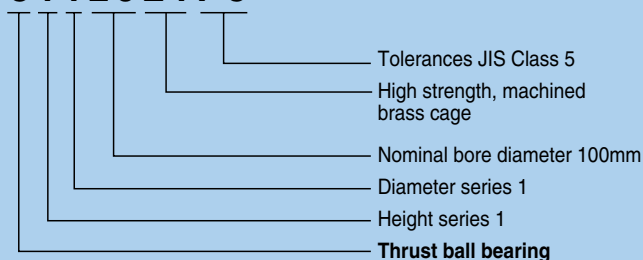 Tolerances JIS Class 5
High strength, machined
brass cage
Nominal bore diameter 100mm
Diameter series 1
Height series 1
Thrust ball bearing